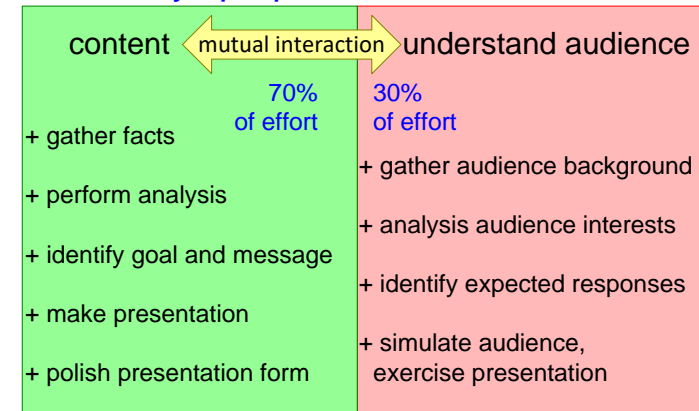 content
mutual interaction
understand audience
70%
of effort
+ gather facts
+ perform analysis
+ identify goal and message
+ make presentation
+ polish presentation form
30%
of effort
+ gather audience background
+ analysis audience interests
+ identify expected responses
+ simulate audience,
exercise presentation